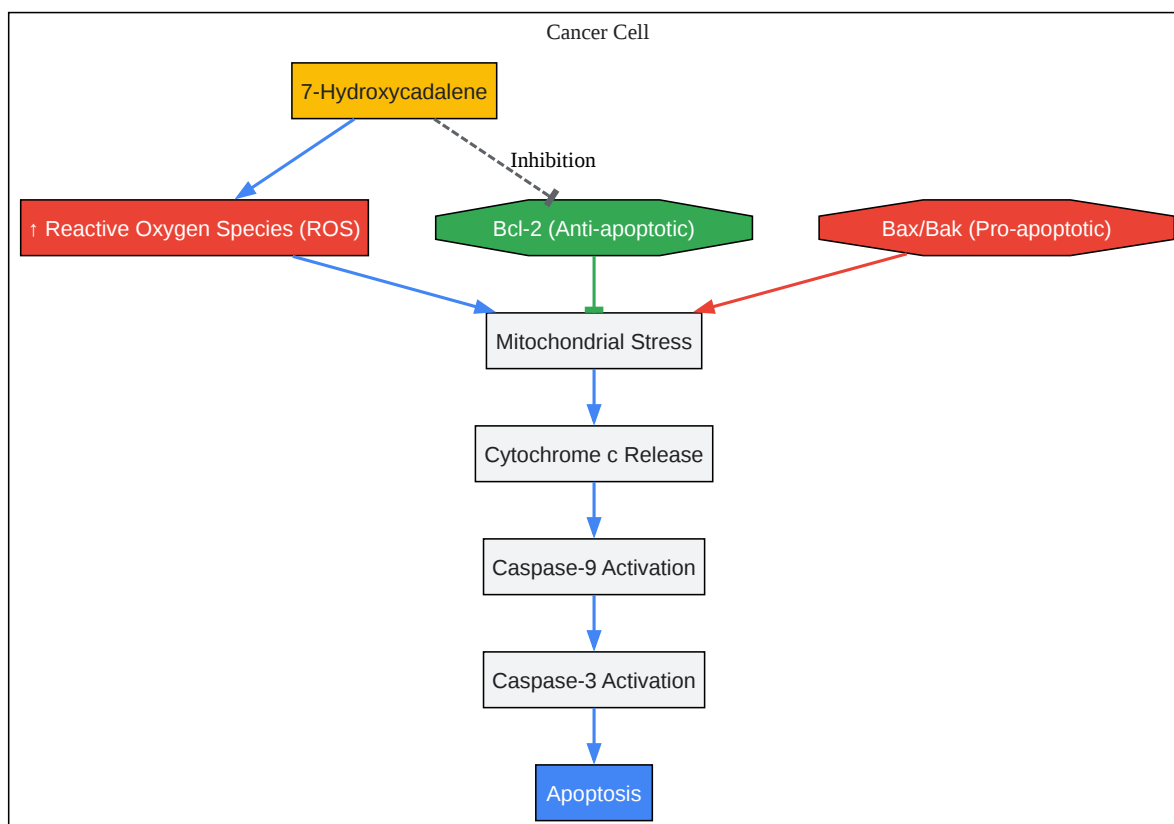 Cancer Cell
7-Hydroxycadalene
Inhibition
↑ Reactive Oxygen Species (ROS)
Bcl-2 (Anti-apoptotic)
Bax/Bak (Pro-apoptotic)
Mitochondrial Stress
Cytochrome c Release
Caspase-9 Activation
Caspase-3 Activation
Apoptosis